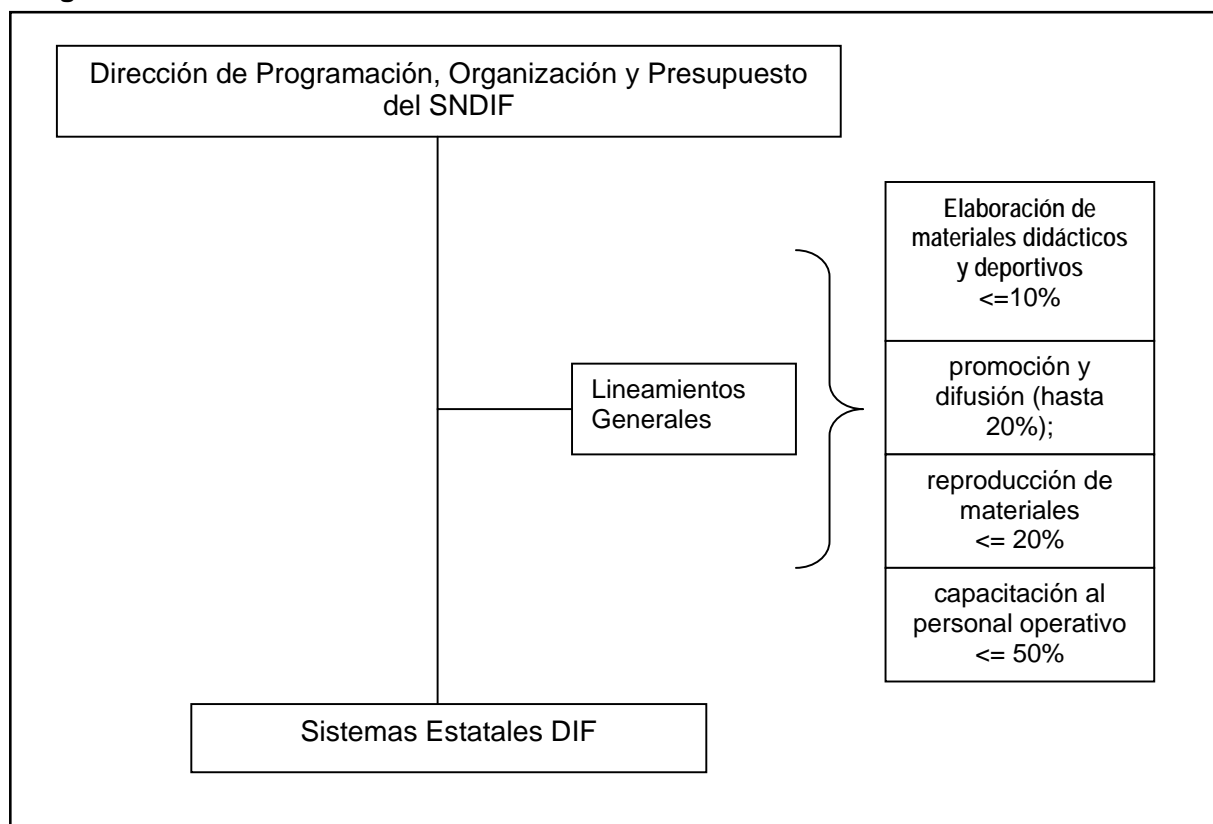 Dirección de Programación, Organización y Presupuesto
del SNDIF
Elaboración de
materiales didácticos
y deportivos
<=10%
Lineamientos
Generales
promoción y
difusión (hasta
20%);
reproducción de
materiales
<= 20%
capacitación al
personal operativo
<= 50%
Sistemas Estatales DIF